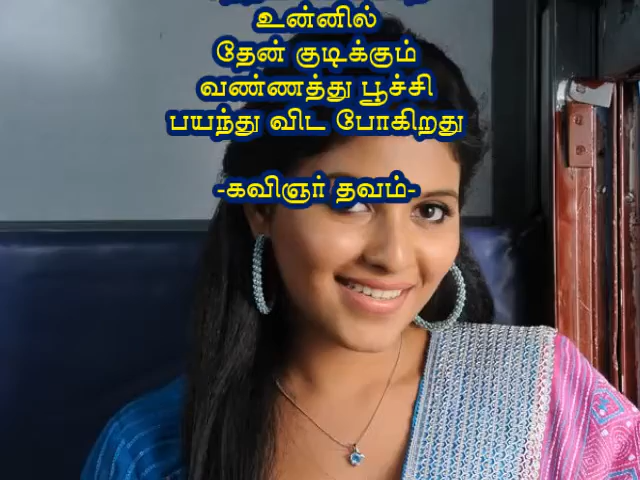 உன்னில்
தேன் குடிக்கும்
வண்ணத்து பூச்சி
பயந்து விட போகிறது
-கவிஞர் தவம்-